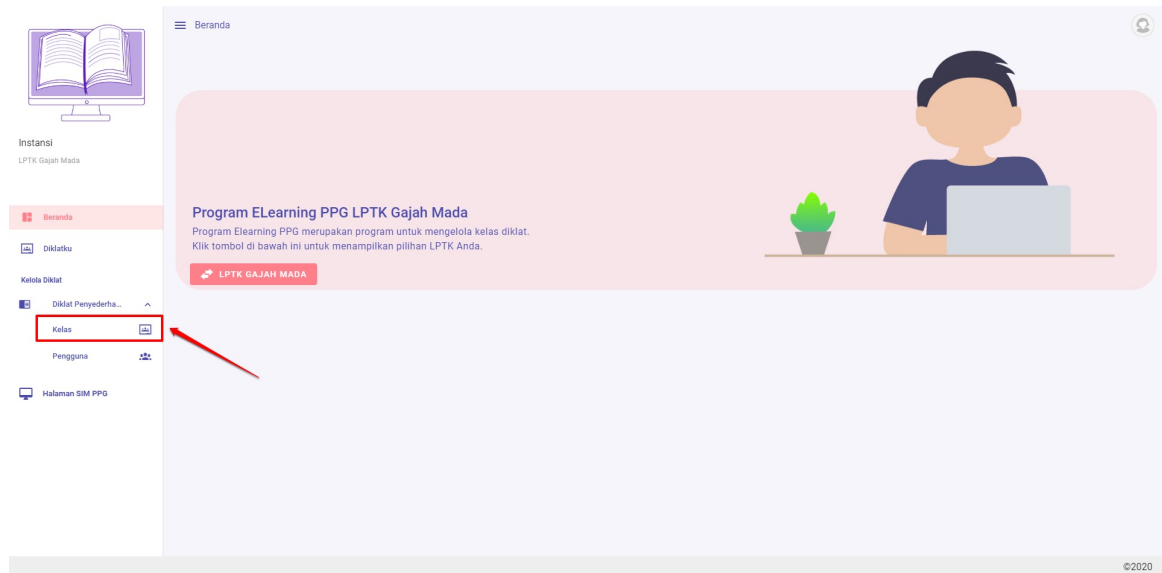 Beranda
Instansi
LPTK Gajah Mada
Beranda
Diklatku
Kelola Diklat
Diklat Penyederha...
Kelas
Pengguna
Halaman SIM PPG
Program ELearning PPG LPTK Gajah Mada
Program Elearning PPG merupakan program untuk mengelola kelas diklat.
Klik tombol di bawah ini untuk menampilkan pilihan LPTK Anda.
LPTK GAJAH MADA
©2020